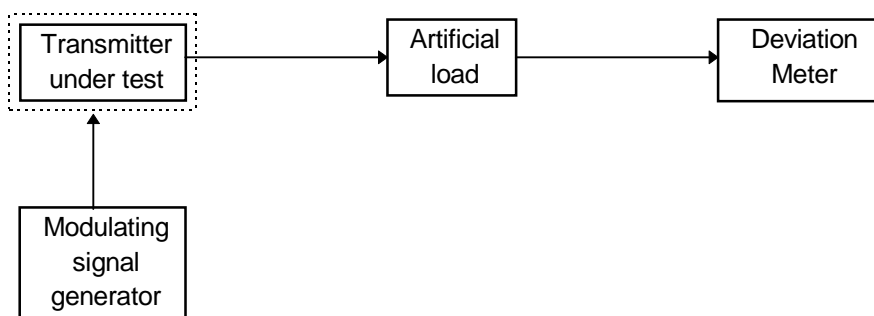 Transmitter
under test
Artificial
load
Deviation
Meter
Modulating
signal
generator